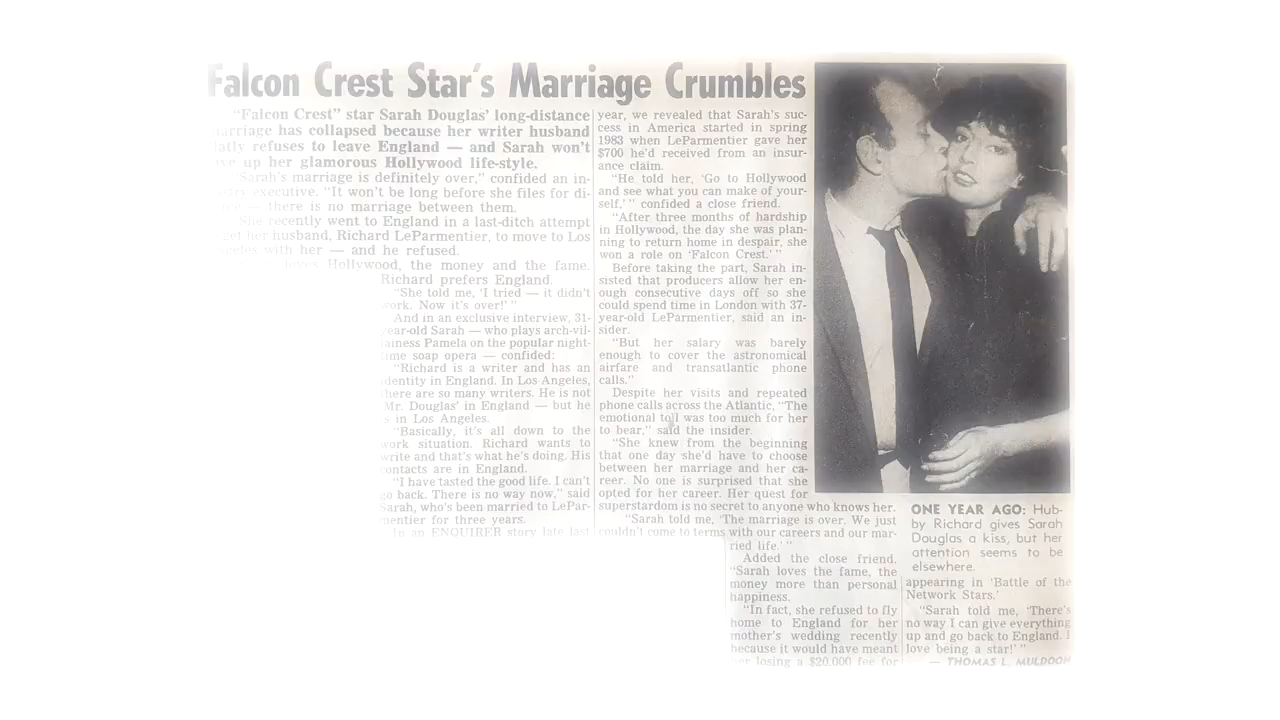 Falcon Crest Star's Marriage Crumbles
"Falcon Crest" star Sarah Douglas' long-distance
marriage has collapsed because her writer husband
flatly refuses to leave England — and Sarah won't
give up her glamorous Hollywood life-style.
"Sarah's marriage is definitely over," confided an in-
dustry executive. "It won't be long before she files for di-
vorce — there is no marriage between them.
"She recently went to England in a last-ditch attempt
get her husband, Richard LeParmentier, to move to Los
Angeles with her — and he refused.
loves Hollywood, the money and the fame.
Richard prefers England.
"She told me, 'I tried — it didn't
work. Now it's over!' "
And in an exclusive interview, 31-
year-old Sarah — who plays arch-vil-
lainess Pamela on the popular night-
time soap opera — confided:
"Richard is a writer and has an
identity in England. In Los Angeles,
there are so many writers. He is not
'Mr. Douglas' in England — but he
is in Los Angeles.
"Basically, it's all down to the
work situation. Richard wants to
write and that's what he's doing. His
contacts are in England.
"I have tasted the good life. I can't
go back. There is no way now," said
Sarah, who's been married to LePar-
mentier for three years.
In an ENQUIRER story late last
year, we revealed that Sarah's suc-
cess in America started in spring
1983 when LeParmentier gave her
$700 he'd received from an insur-
ance claim.
"He told her, 'Go to Hollywood
and see what you can make of your-
self,' " confided a close friend.
"After three months of hardship
in Hollywood, the day she was plan-
ning to return home in despair, she
won a role on 'Falcon Crest.' "
Before taking the part, Sarah in-
sisted that producers allow her en-
ough consecutive days off so she
could spend time in London with 37-
year-old LeParmentier, said an in-
sider.
"But her salary was barely
enough to cover the astronomical
airfare and transatlantic phone
calls."
Despite her visits and repeated
phone calls across the Atlantic, "The
emotional toll was too much for her
to bear," said the insider.
"She knew from the beginning
that one day she'd have to choose
between her marriage and her ca-
reer. No one is surprised that she
opted for her career. Her quest for
superstardom is no secret to anyone who knows her.
"Sarah told me, 'The marriage is over. We just
couldn't come to terms with our careers and our mar-
ried life.' "
Added the close friend,
"Sarah loves the fame, the
money more than personal
happiness.
"In fact, she refused to fly
home to England for her
mother's wedding recently
because it would have meant
her losing a $20,000 fee for
ONE YEAR AGO: Hub-
by Richard gives Sarah
Douglas a kiss, but her
attention seems to be
elsewhere.
appearing in 'Battle of the
Network Stars.'
"Sarah told me, 'There's
no way I can give everything
up and go back to England. I
love being a star!' "
— THOMAS L. MULDOON